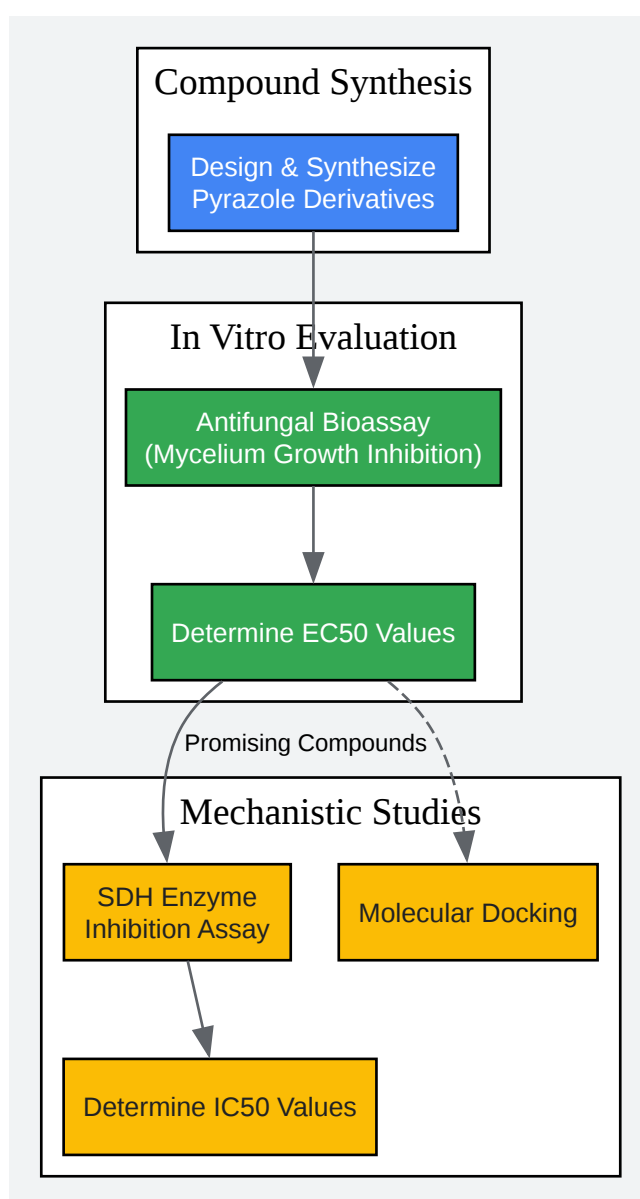 Compound Synthesis
Design & Synthesize
Pyrazole Derivatives
In Vitro Evaluation
Antifungal Bioassay
(Mycelium Growth Inhibition)
Determine EC50 Values
Promising Compounds
Mechanistic Studies
SDH Enzyme
Inhibition Assay
Molecular Docking
Determine IC50 Values